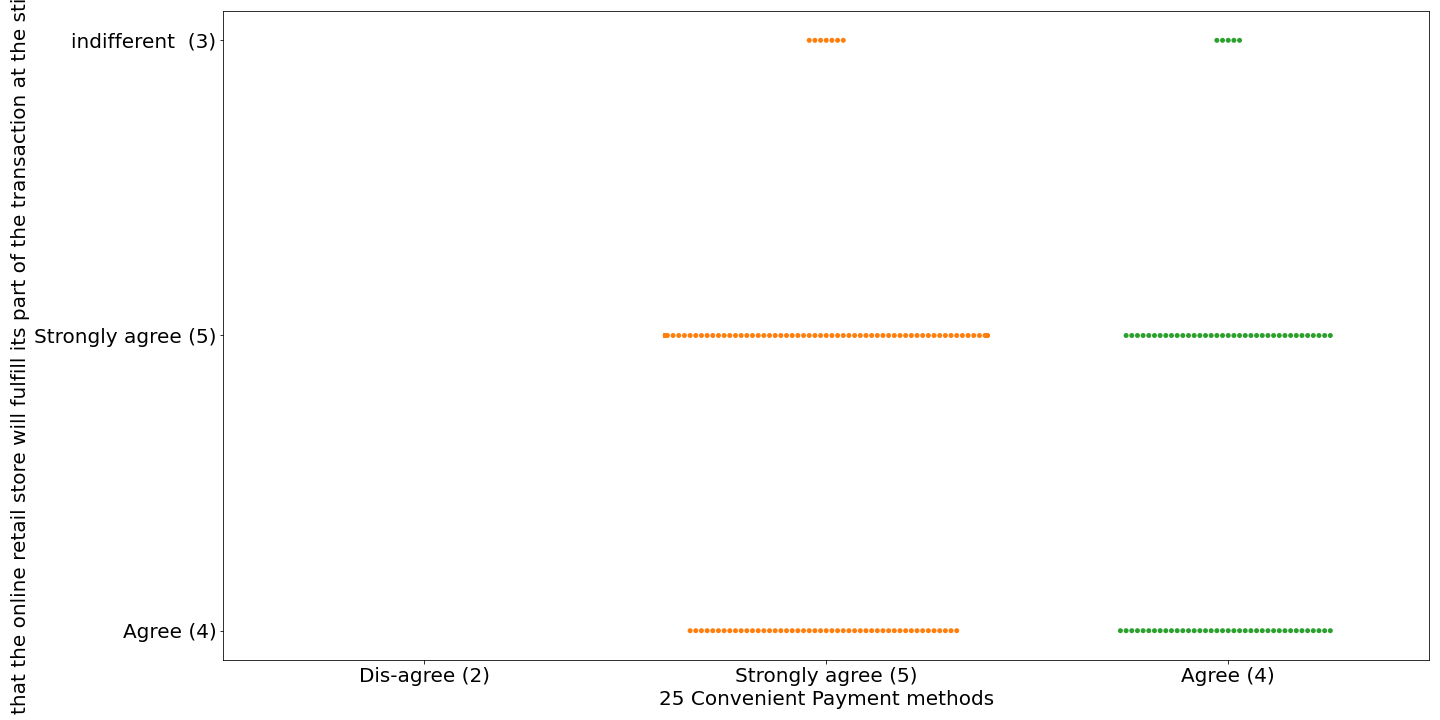 that the online retail store will fulfill its part of the transaction at the sti
indifferent  (3)
Strongly agree (5)
Agree (4)
Dis-agree (2)
Strongly agree (5)
Agree (4)
25 Convenient Payment methods